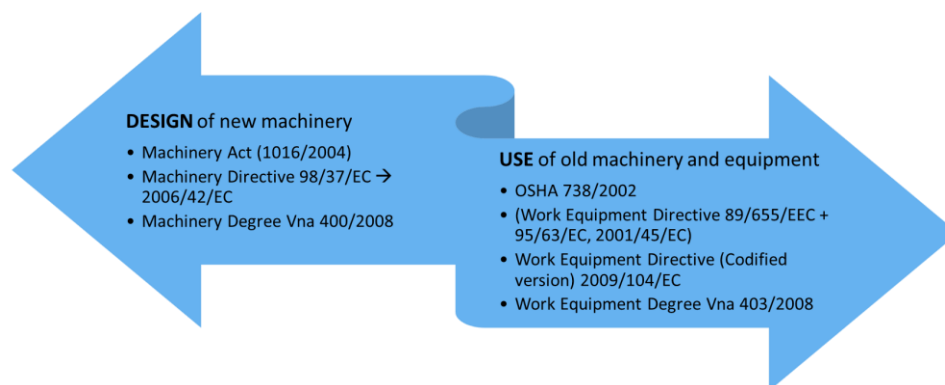 DESIGN of new machinery
• Machinery Act (1016/2004)
• Machinery Directive 98/37/EC →
2006/42/EC
• Machinery Degree Vna 400/2008
USE of old machinery and equipment
• OSHA 738/2002
• (Work Equipment Directive 89/655/EEC +
95/63/EC, 2001/45/EC)
• Work Equipment Directive (Codified
version) 2009/104/EC
• Work Equipment Degree Vna 403/2008